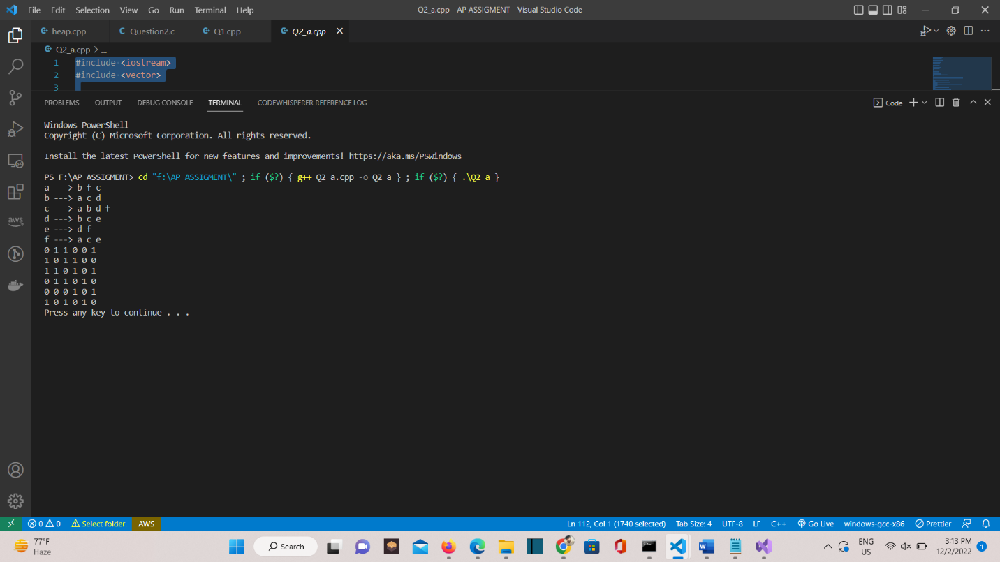 File Edit Selection View Go Run Terminal Help
Q2_a.cpp - AP ASSIGMENT - Visual Studio Code
heap.cpp Question2.c Q1.cpp Q2_a.cpp
Q2_a.cpp > ...
1 #include <iostream>
2 #include <vector>
3
PROBLEMS OUTPUT DEBUG CONSOLE TERMINAL CODEWHISPERER REFERENCE LOG
Code
Windows PowerShell
Copyright (C) Microsoft Corporation. All rights reserved.
Install the latest PowerShell for new features and improvements! https://aka.ms/PSWindows
PS F:\AP ASSIGMENT> cd "f:\AP ASSIGMENT\" ; if ($?) { g++ Q2_a.cpp -o Q2_a } ; if ($?) { .\Q2_a }
a ---> b f c
b ---> a c d
c ---> a b d f
d ---> b c e
e ---> d f
f ---> a c e
0 1 1 0 0 1
1 0 1 1 0 0
1 1 0 1 0 1
0 1 1 0 1 0
0 0 0 1 0 1
1 0 1 0 1 0
Press any key to continue . . .
aws
0 0 Select folder. AWS
Ln 112, Col 1 (1740 selected) Tab Size: 4 UTF-8 LF C++ Go Live windows-gcc-x86 Prettier
77°F
Haze
Search
ENG
US
3:13 PM
12/2/2022
1